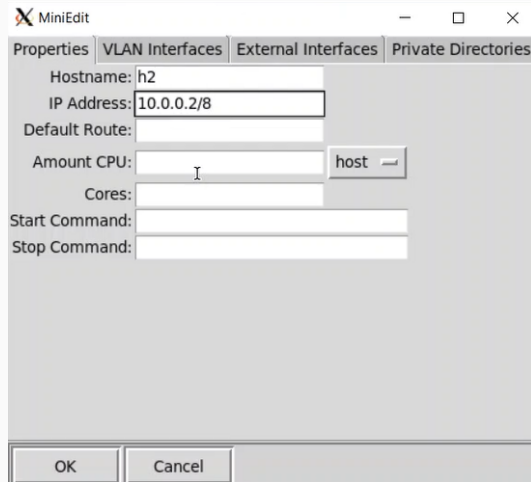 MiniEdit
Properties VLAN Interfaces External Interfaces Private Directories
Hostname: h2
IP Address: 10.0.0.2/8
Default Route:
Amount CPU: host
Cores:
Start Command:
Stop Command:
OK Cancel